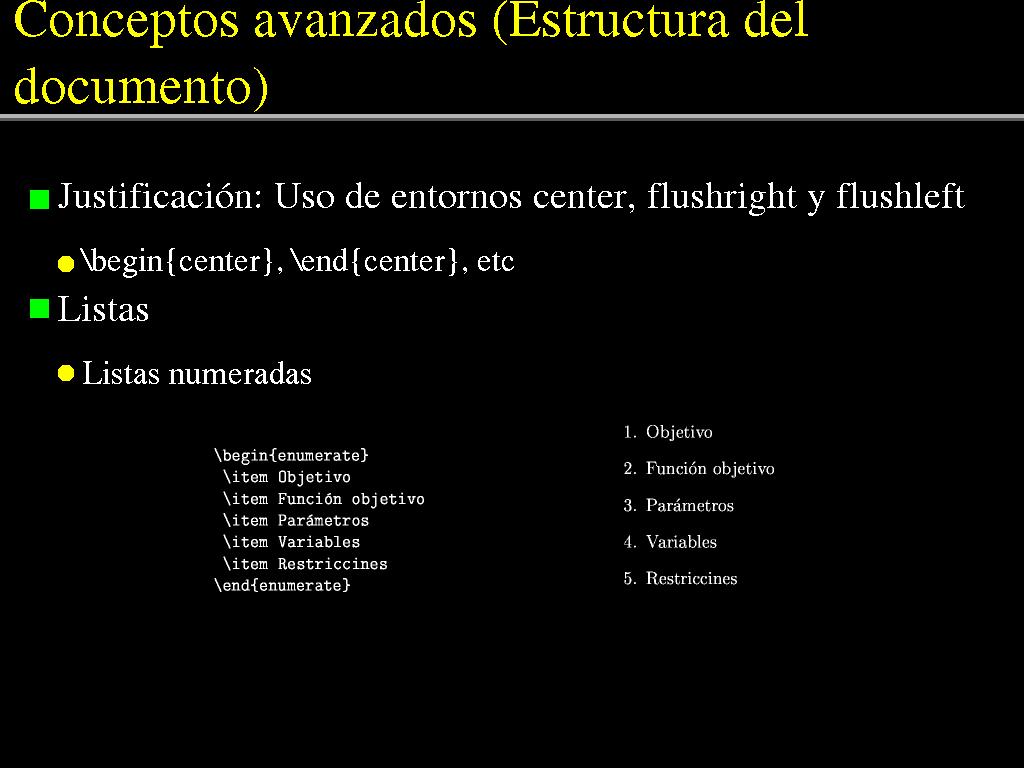 Conceptos avanzados (Estructura del
documento)
Justificación: Uso de entornos center, flushright y flushleft
\begin{center}, \end{center}, etc
Listas
Listas numeradas
\begin{enumerate}
\item Objetivo
\item Función objetivo
\item Parámetros
\item Variables
\item Restriccines
\end{enumerate}
1. Objetivo
2. Función objetivo
3. Parámetros
4. Variables
5. Restriccines